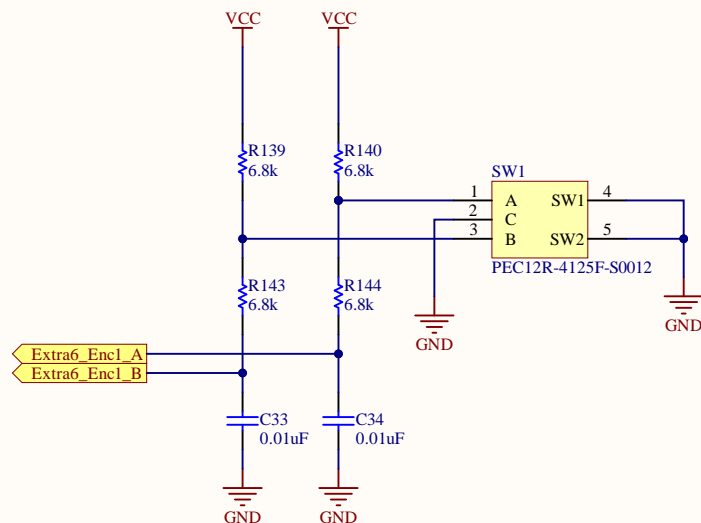 VCC
VCC
R139
6.8k
R140
6.8k
SW1
1
A
SW1
4
2
C
3
B
SW2
5
PEC12R-4125F-S0012
R143
6.8k
R144
6.8k
GND
GND
Extra6_Enc1_A
Extra6_Enc1_B
C33
0.01uF
C34
0.01uF
GND
GND